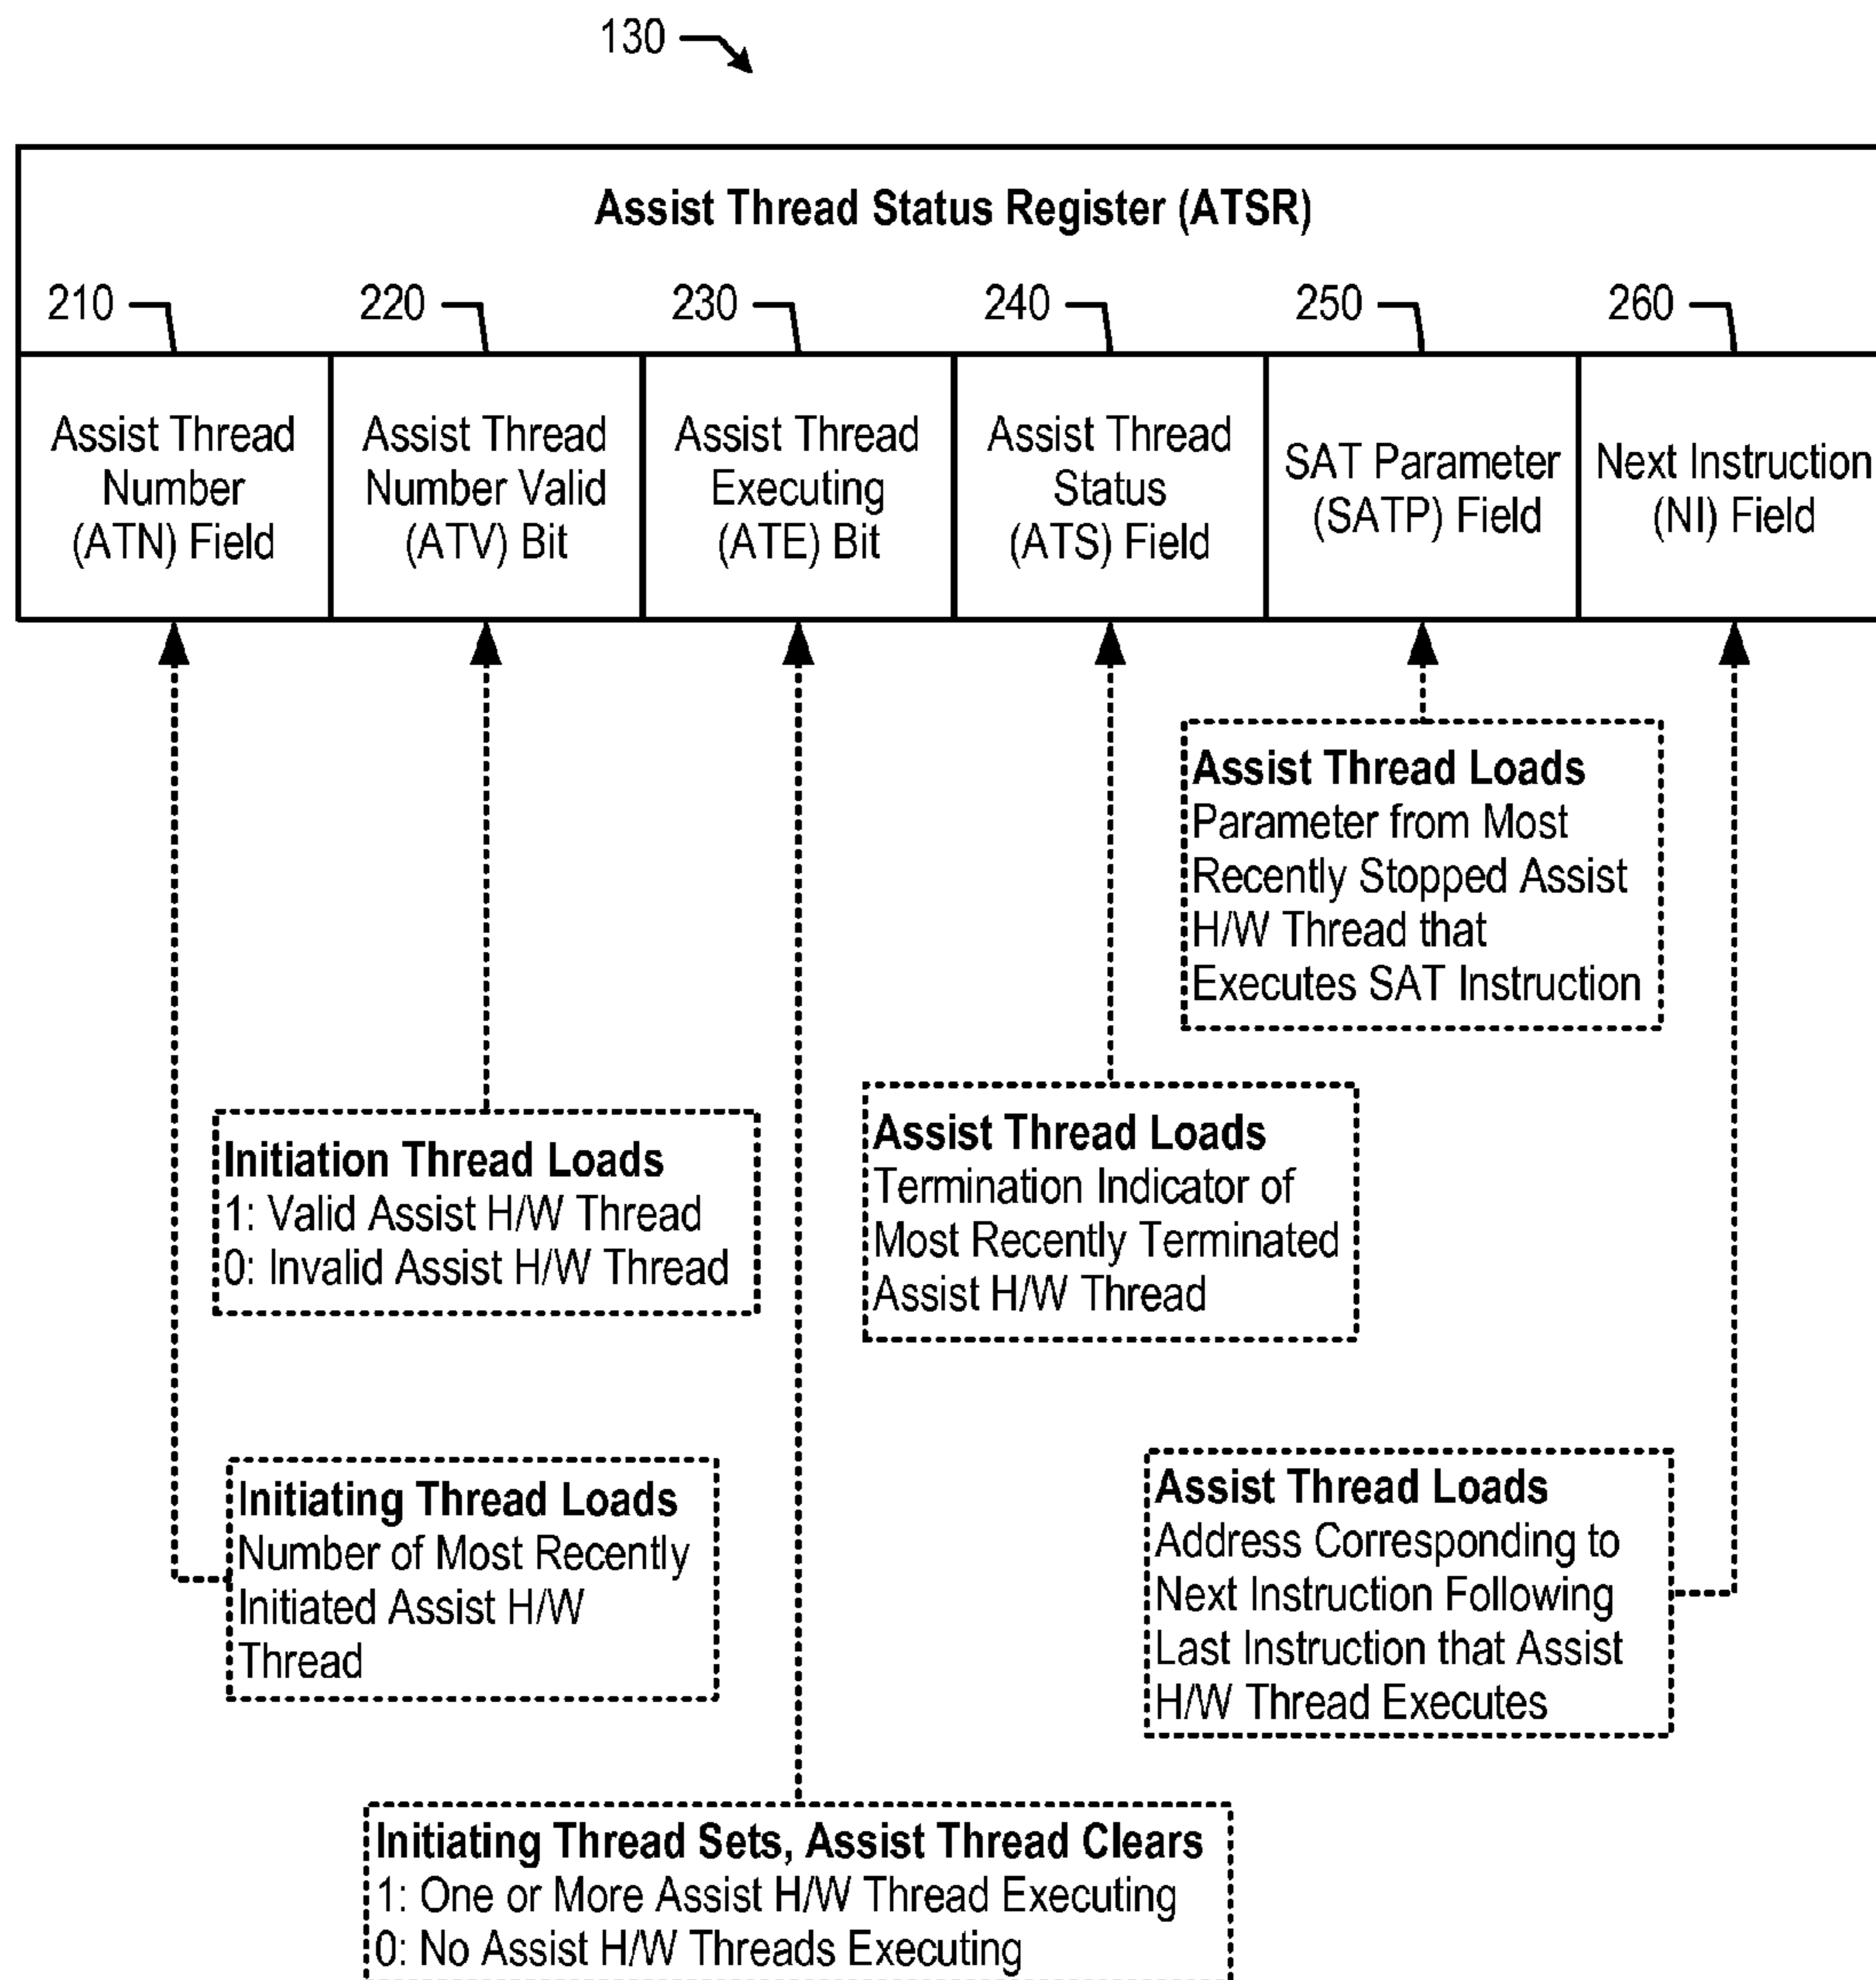 130
Assist Thread Status Register (ATSR)
210
220
230
240
250
260
Assist Thread
Number
(ATN) Field
Assist Thread
Number Valid
(ATV) Bit
Assist Thread
Executing
(ATE) Bit
Assist Thread
Status
(ATS) Field
SAT Parameter
(SATP) Field
Next Instruction
(NI) Field
Assist Thread Loads
Parameter from Most
Recently Stopped Assist
H/W Thread that
Executes SAT Instruction
Initiation Thread Loads
1: Valid Assist H/W Thread
0: Invalid Assist H/W Thread
Assist Thread Loads
Termination Indicator of
Most Recently Terminated
Assist H/W Thread
Initiating Thread Loads
Number of Most Recently
Initiated Assist H/W
Thread
Assist Thread Loads
Address Corresponding to
Next Instruction Following
Last Instruction that Assist
H/W Thread Executes
Initiating Thread Sets, Assist Thread Clears
1: One or More Assist H/W Thread Executing
0: No Assist H/W Threads Executing